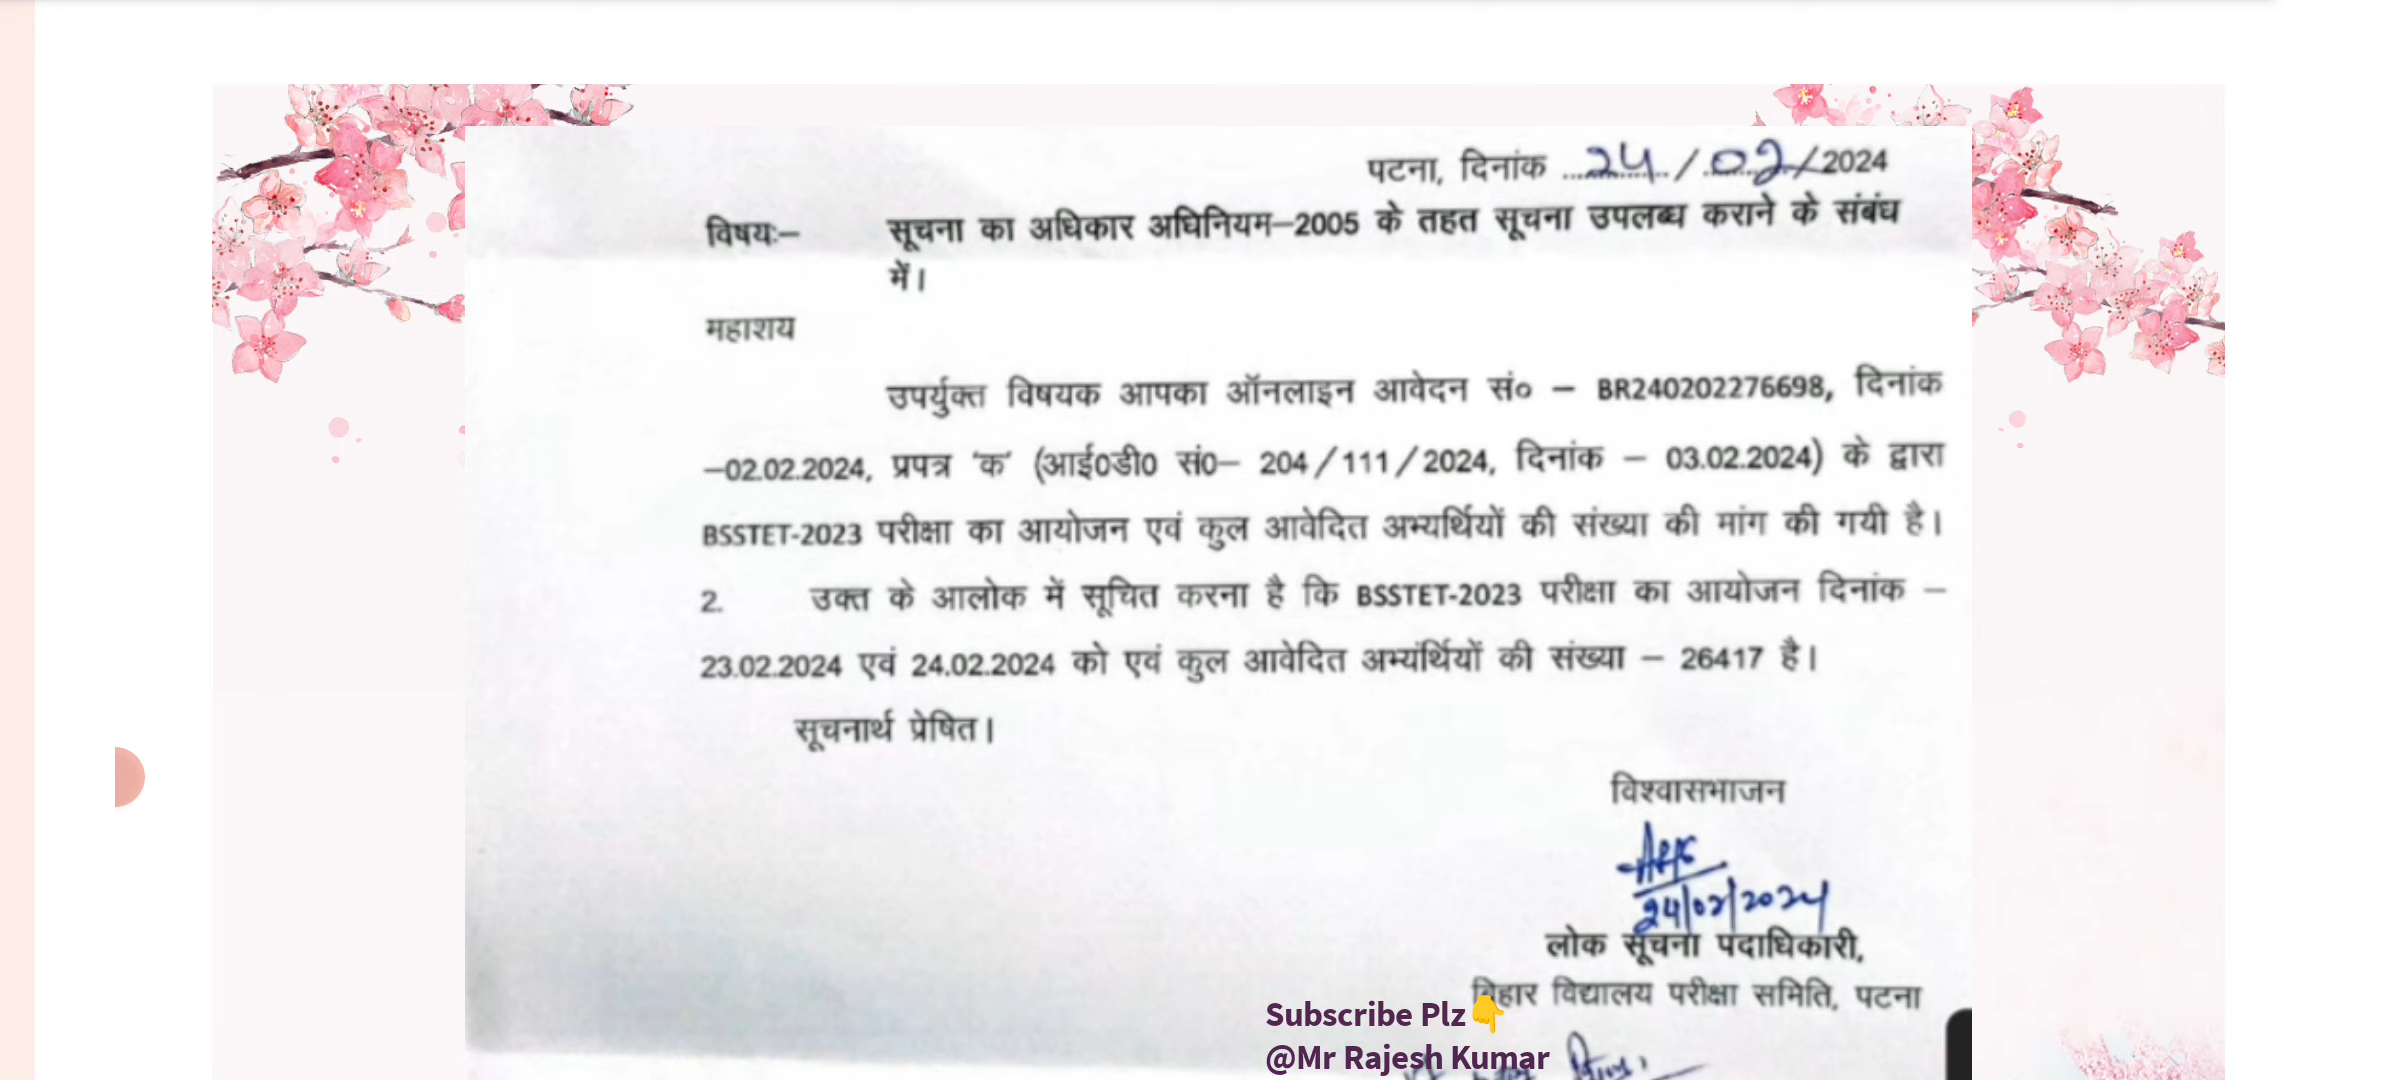 पटना, दिनांक 24/02/2024
विषयः– सूचना का अधिकार अधिनियम–2005 के तहत सूचना उपलब्ध कराने के संबंध
में।
महाशय
उपर्युक्त विषयक आपका ऑनलाइन आवेदन सं० – BR240202276698, दिनांक
–02.02.2024, प्रपत्र 'क' (आई0डी0 सं0– 204/111/2024, दिनांक – 03.02.2024) के द्वारा
BSSTET-2023 परीक्षा का आयोजन एवं कुल आवेदित अभ्यर्थियों की संख्या की मांग की गयी है।
2. उक्त के आलोक में सूचित करना है कि BSSTET-2023 परीक्षा का आयोजन दिनांक –
23.02.2024 एवं 24.02.2024 को एवं कुल आवेदित अभ्यंर्थियों की संख्या – 26417 है।
सूचनार्थ प्रेषित।
विश्वासभाजन
24/02/2024
लोक सूचना पदाधिकारी,
बिहार विद्यालय परीक्षा समिति, पटना
Subscribe Plz👇
@Mr Rajesh Kumar